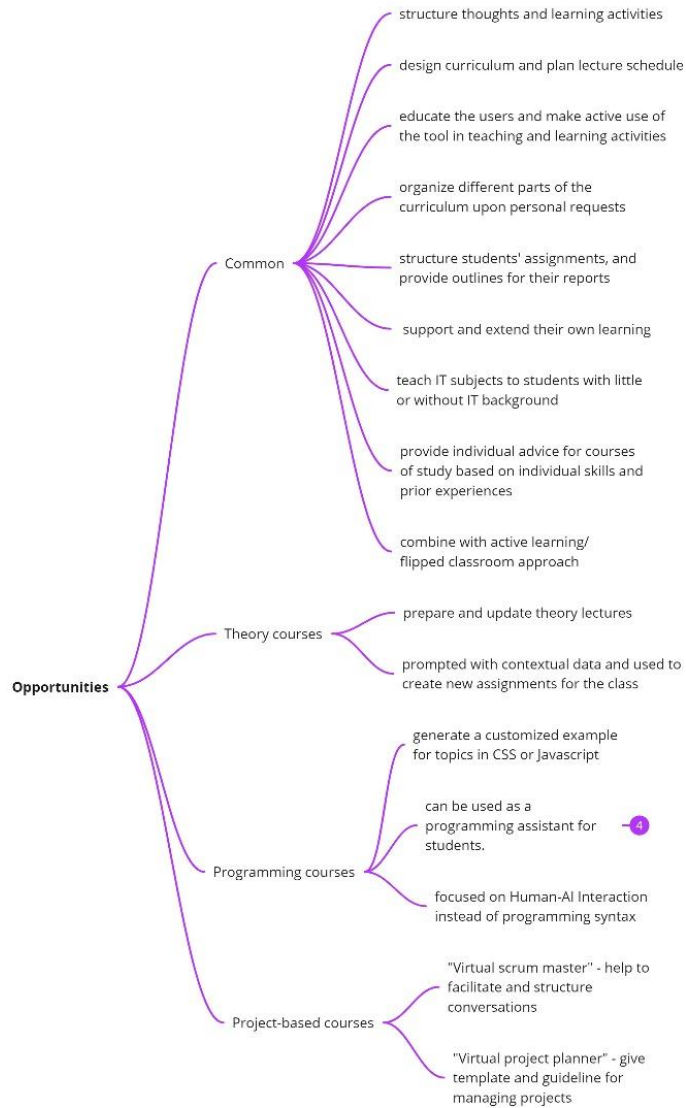 Opportunities
Common
structure thoughts and learning activities
design curriculum and plan lecture schedule
educate the users and make active use of
the tool in teaching and learning activities
organize different parts of the
curriculum upon personal requests
structure students' assignments, and
provide outlines for their reports
support and extend their own learning
teach IT subjects to students with little
or without IT background
provide individual advice for courses
of study based on individual skills and
prior experiences
combine with active learning/
flipped classroom approach
Theory courses
prepare and update theory lectures
prompted with contextual data and used to
create new assignments for the class
Programming courses
generate a customized example
for topics in CSS or Javascript
can be used as a
programming assistant for
students.
4
focused on Human-AI Interaction
instead of programming syntax
Project-based courses
"Virtual scrum master" - help to
facilitate and structure
conversations
"Virtual project planner" - give
template and guideline for
managing projects